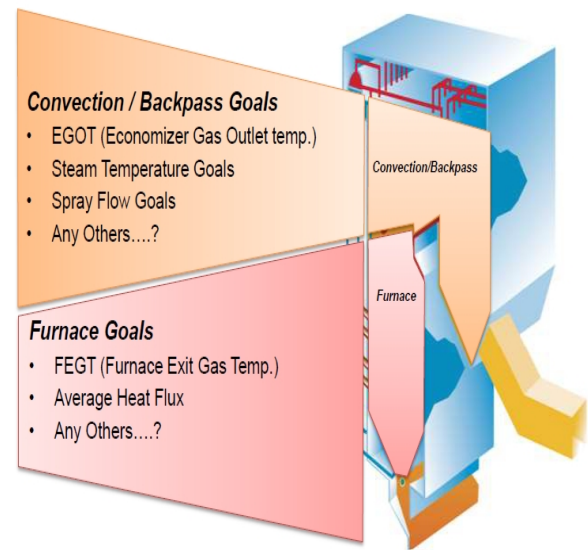 Convection / Backpass Goals
• EGOT (Economizer Gas Outlet temp.)
• Steam Temperature Goals
• Spray Flow Goals
• Any Others....?
Convection/Backpass
Furnace
Furnace Goals
• FEGT (Furnace Exit Gas Temp.)
• Average Heat Flux
• Any Others....?